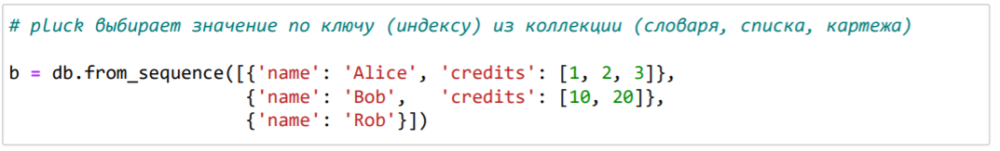 # pluck выбирает значение по ключу (индексу) из коллекции (словаря, списка, картежа)
b = db.from_sequence([{'name': 'Alice', 'credits': [1, 2, 3]},
{'name': 'Bob',   'credits': [10, 20]},
{'name': 'Rob'}])